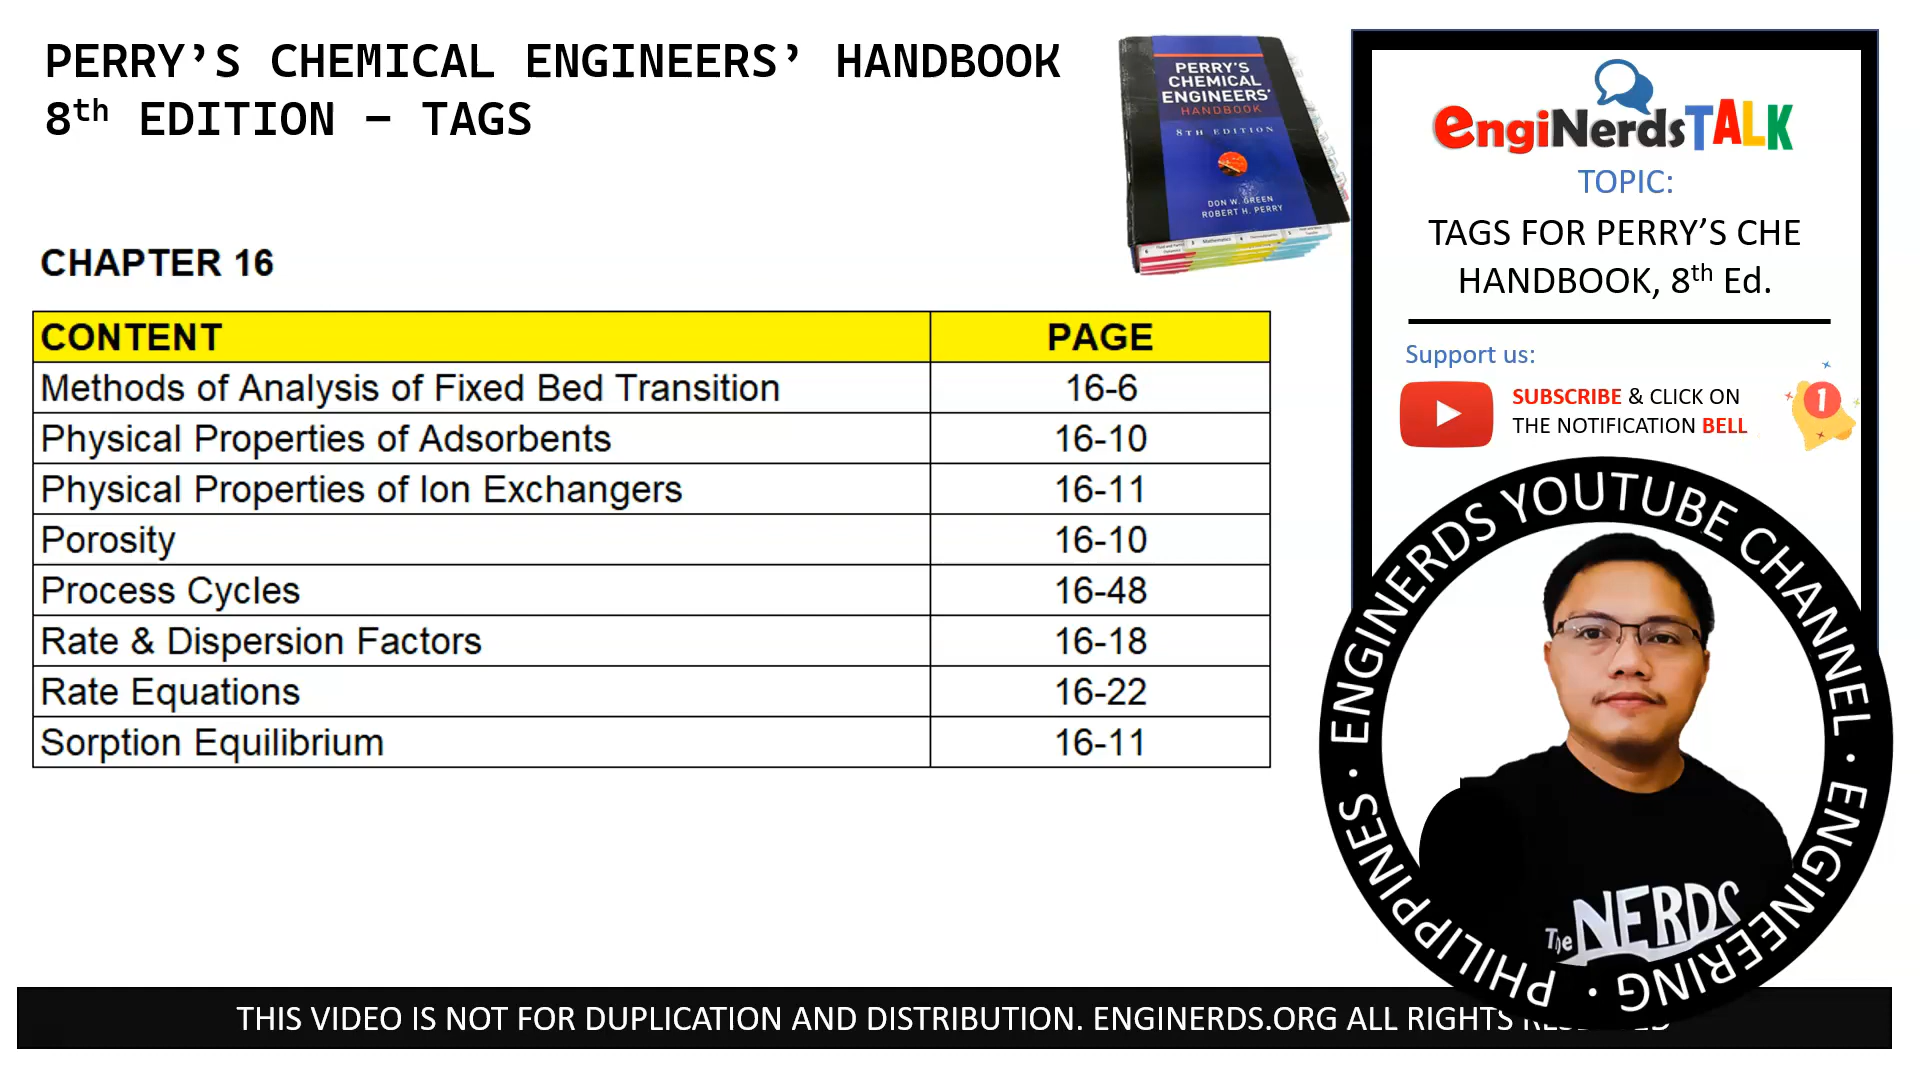 PERRY’S CHEMICAL ENGINEERS’ HANDBOOK
8th EDITION – TAGS
PERRY'S
CHEMICAL
ENGINEERS'
HANDBOOK
8TH EDITION
DON W. GREEN
ROBERT H. PERRY
Mathematics
CHAPTER 16
CONTENT PAGE
Methods of Analysis of Fixed Bed Transition 16-6
Physical Properties of Adsorbents 16-10
Physical Properties of Ion Exchangers 16-11
Porosity 16-10
Process Cycles 16-48
Rate & Dispersion Factors 16-18
Rate Equations 16-22
Sorption Equilibrium 16-11
engiNerdsTALK
TOPIC:
TAGS FOR PERRY’S CHE
HANDBOOK, 8th Ed.
Support us:
SUBSCRIBE & CLICK ON
THE NOTIFICATION BELL
1
ENGINERDS YOUTUBE CHANNEL · ENGINEERING · PHILIPPINES ·
The NERDS
THIS VIDEO IS NOT FOR DUPLICATION AND DISTRIBUTION. ENGINERDS.ORG ALL RIGHTS